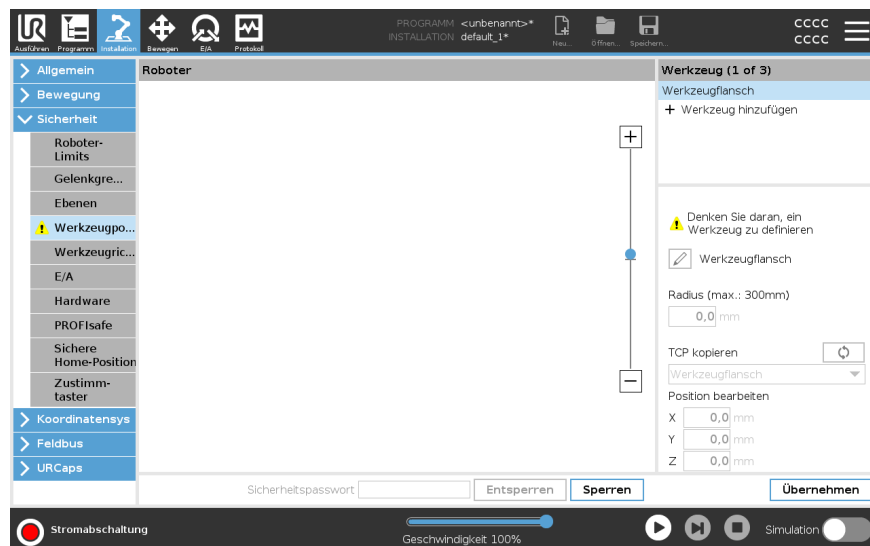 Ausführen Programm Installation Bewegen E/A Protokoll
PROGRAMM <unbenannt>*
INSTALLATION default_1*
Neu... Öffnen... Speichern...
CCCC
CCCC
Allgemein
Bewegung
Sicherheit
Roboter-
Limits
Gelenkgre...
Ebenen
Werkzeugpo...
Werkzeugric...
E/A
Hardware
PROFIsafe
Sichere
Home-Position
Zustimm-
taster
Koordinatensys
Feldbus
URCaps
Roboter
Werkzeug (1 of 3)
Werkzeugflansch
+ Werkzeug hinzufügen
Denken Sie daran, ein
Werkzeug zu definieren
Werkzeugflansch
Radius (max.: 300mm)
0,0 mm
TCP kopieren
Werkzeugflansch
Position bearbeiten
X 0,0 mm
Y 0,0 mm
Z 0,0 mm
Sicherheitspasswort Entsperren Sperren Übernehmen
Stromabschaltung
Geschwindigkeit 100%
Simulation